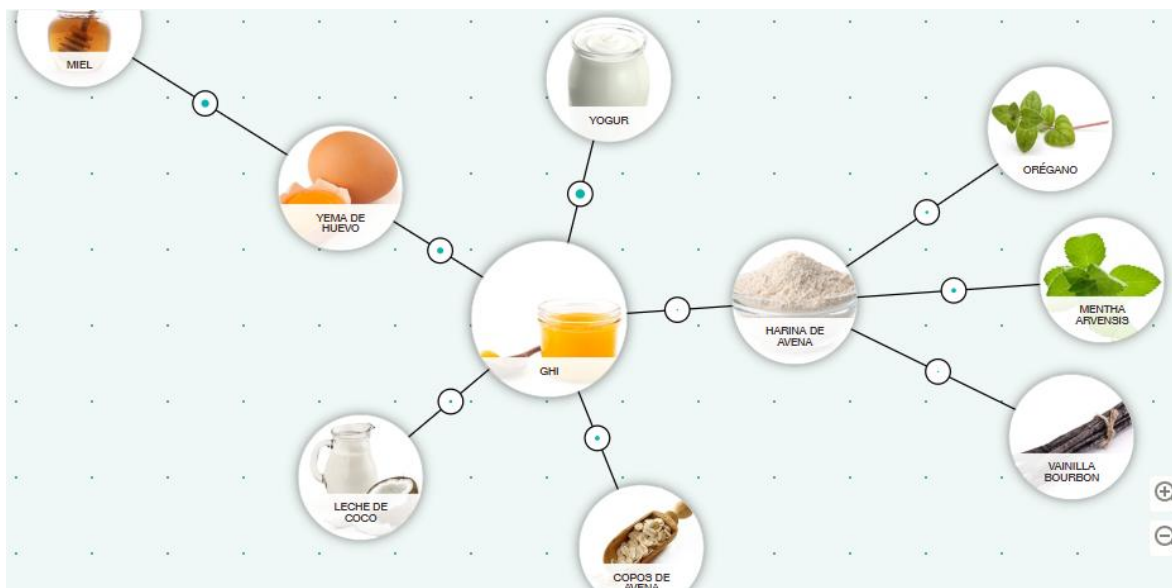 MIEL
YOGUR
ORÉGANO
YEMA DE
HUEVO
MENTHA
ARVENSIS
HARINA DE
AVENA
GHI
VAINILLA
BOURBON
LECHE DE
COCO
COPOS DE
AVENA